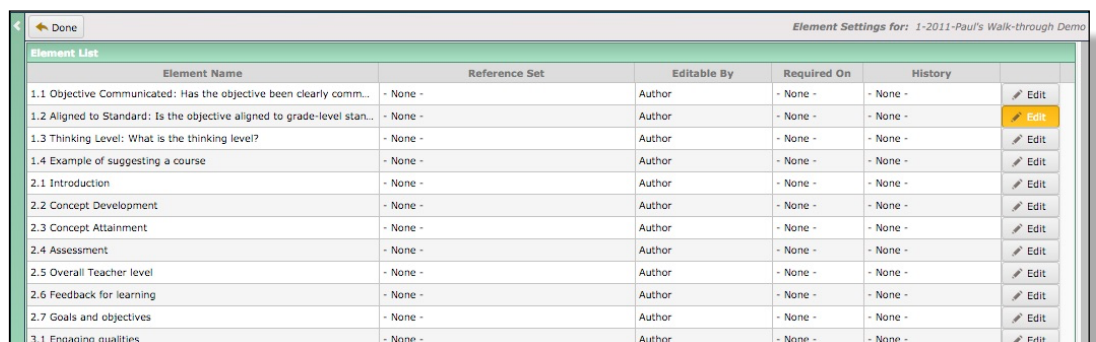 Done Element Settings for: 1-2011-Paul's Walk-through Demo
Element List
Element Name Reference Set Editable By Required On History
1.1 Objective Communicated: Has the objective been clearly comm... - None - Author - None - - None - Edit
1.2 Aligned to Standard: Is the objective aligned to grade-level stan... - None - Author - None - - None - Edit
1.3 Thinking Level: What is the thinking level? - None - Author - None - - None - Edit
1.4 Example of suggesting a course - None - Author - None - - None - Edit
2.1 Introduction - None - Author - None - - None - Edit
2.2 Concept Development - None - Author - None - - None - Edit
2.3 Concept Attainment - None - Author - None - - None - Edit
2.4 Assessment - None - Author - None - - None - Edit
2.5 Overall Teacher level - None - Author - None - - None - Edit
2.6 Feedback for learning - None - Author - None - - None - Edit
2.7 Goals and objectives - None - Author - None - - None - Edit
3.1 Engaging qualities - None - Author - None - - None - Edit